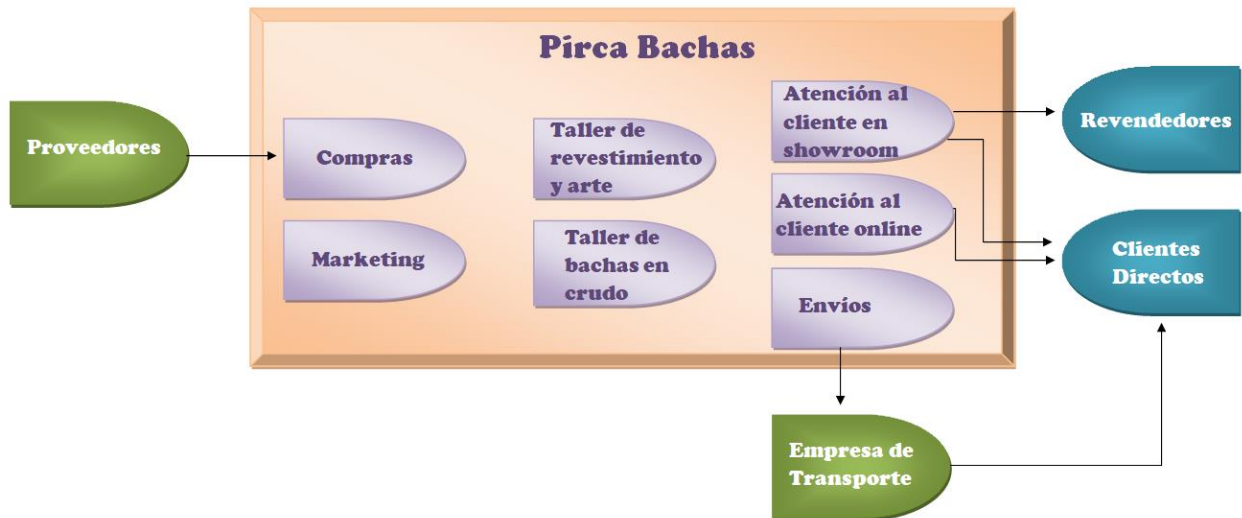 Pirca Bachas
Proveedores
Compras
Marketing
Taller de
revestimiento
y arte
Taller de
bachas en
crudo
Atención al
cliente en
showroom
Atención al
cliente online
Envíos
Revendedores
Clientes
Directos
Empresa de
Transporte